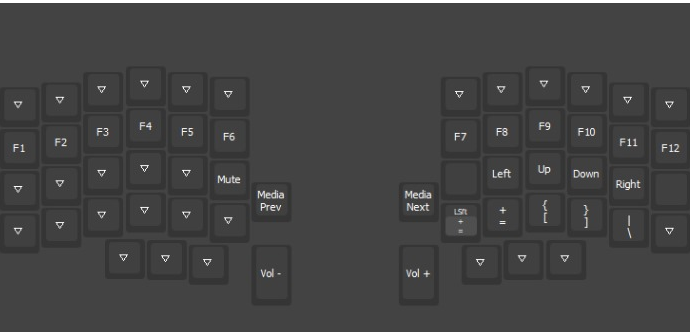 F1 F2 F3 F4 F5 F6 F7 F8 F9 F10 F11 F12
Mute Left Up Down Right
Media
Prev
Media
Next
LSft
+
=
+
=
{
[
}
]
|
\
Vol - Vol +